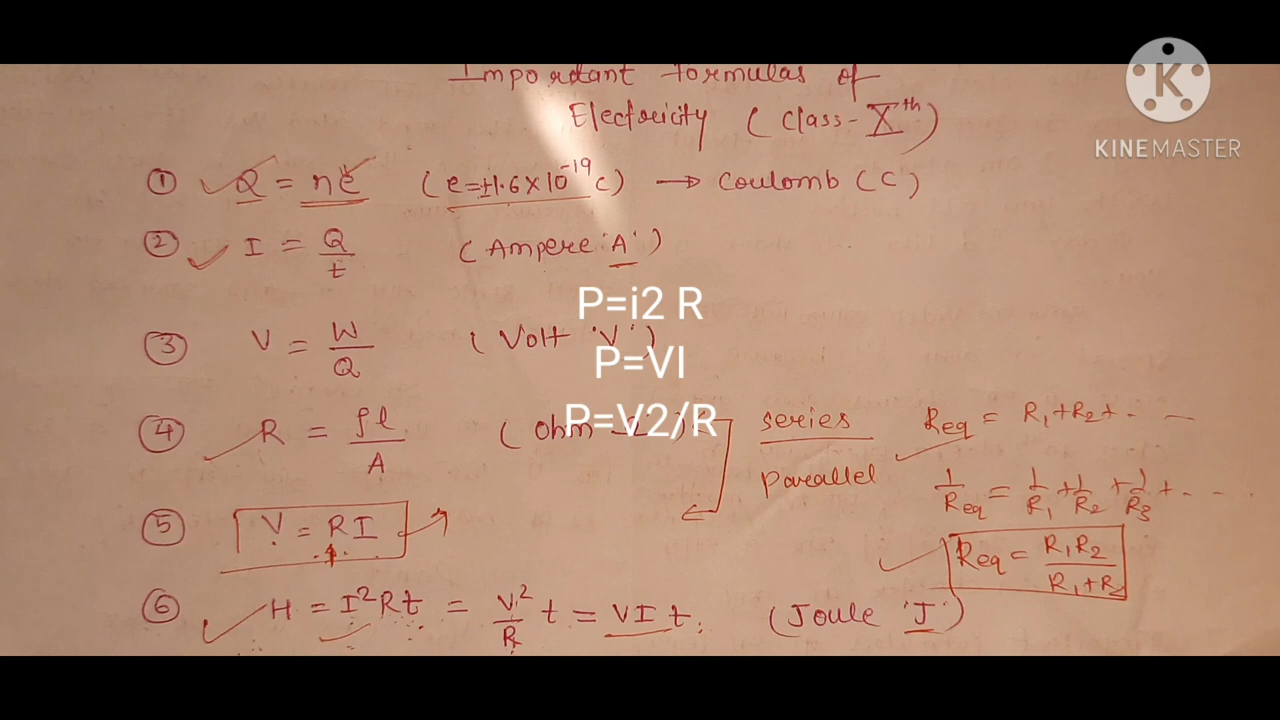 Important formulas of
Electricity (class-Xth)
KINEMASTER
① Q = ne (e=±1.6×10⁻¹⁹C) → Coulomb (C)
② I = Q/t (Ampere 'A')
P=i2 R
③ V = W/Q (Volt 'V')
P=VI
P=V2/R
④ R = ρl/A (Ohm Ω) series Req = R₁+R₂+- —
parallel 1/Req = 1/R₁+1/R₂+1/R₃+- - -
⑤ V = RI
Req = R₁R₂/R₁+R₂
⑥ H = I²Rt = V²/R t = VIt. (Joule 'J')